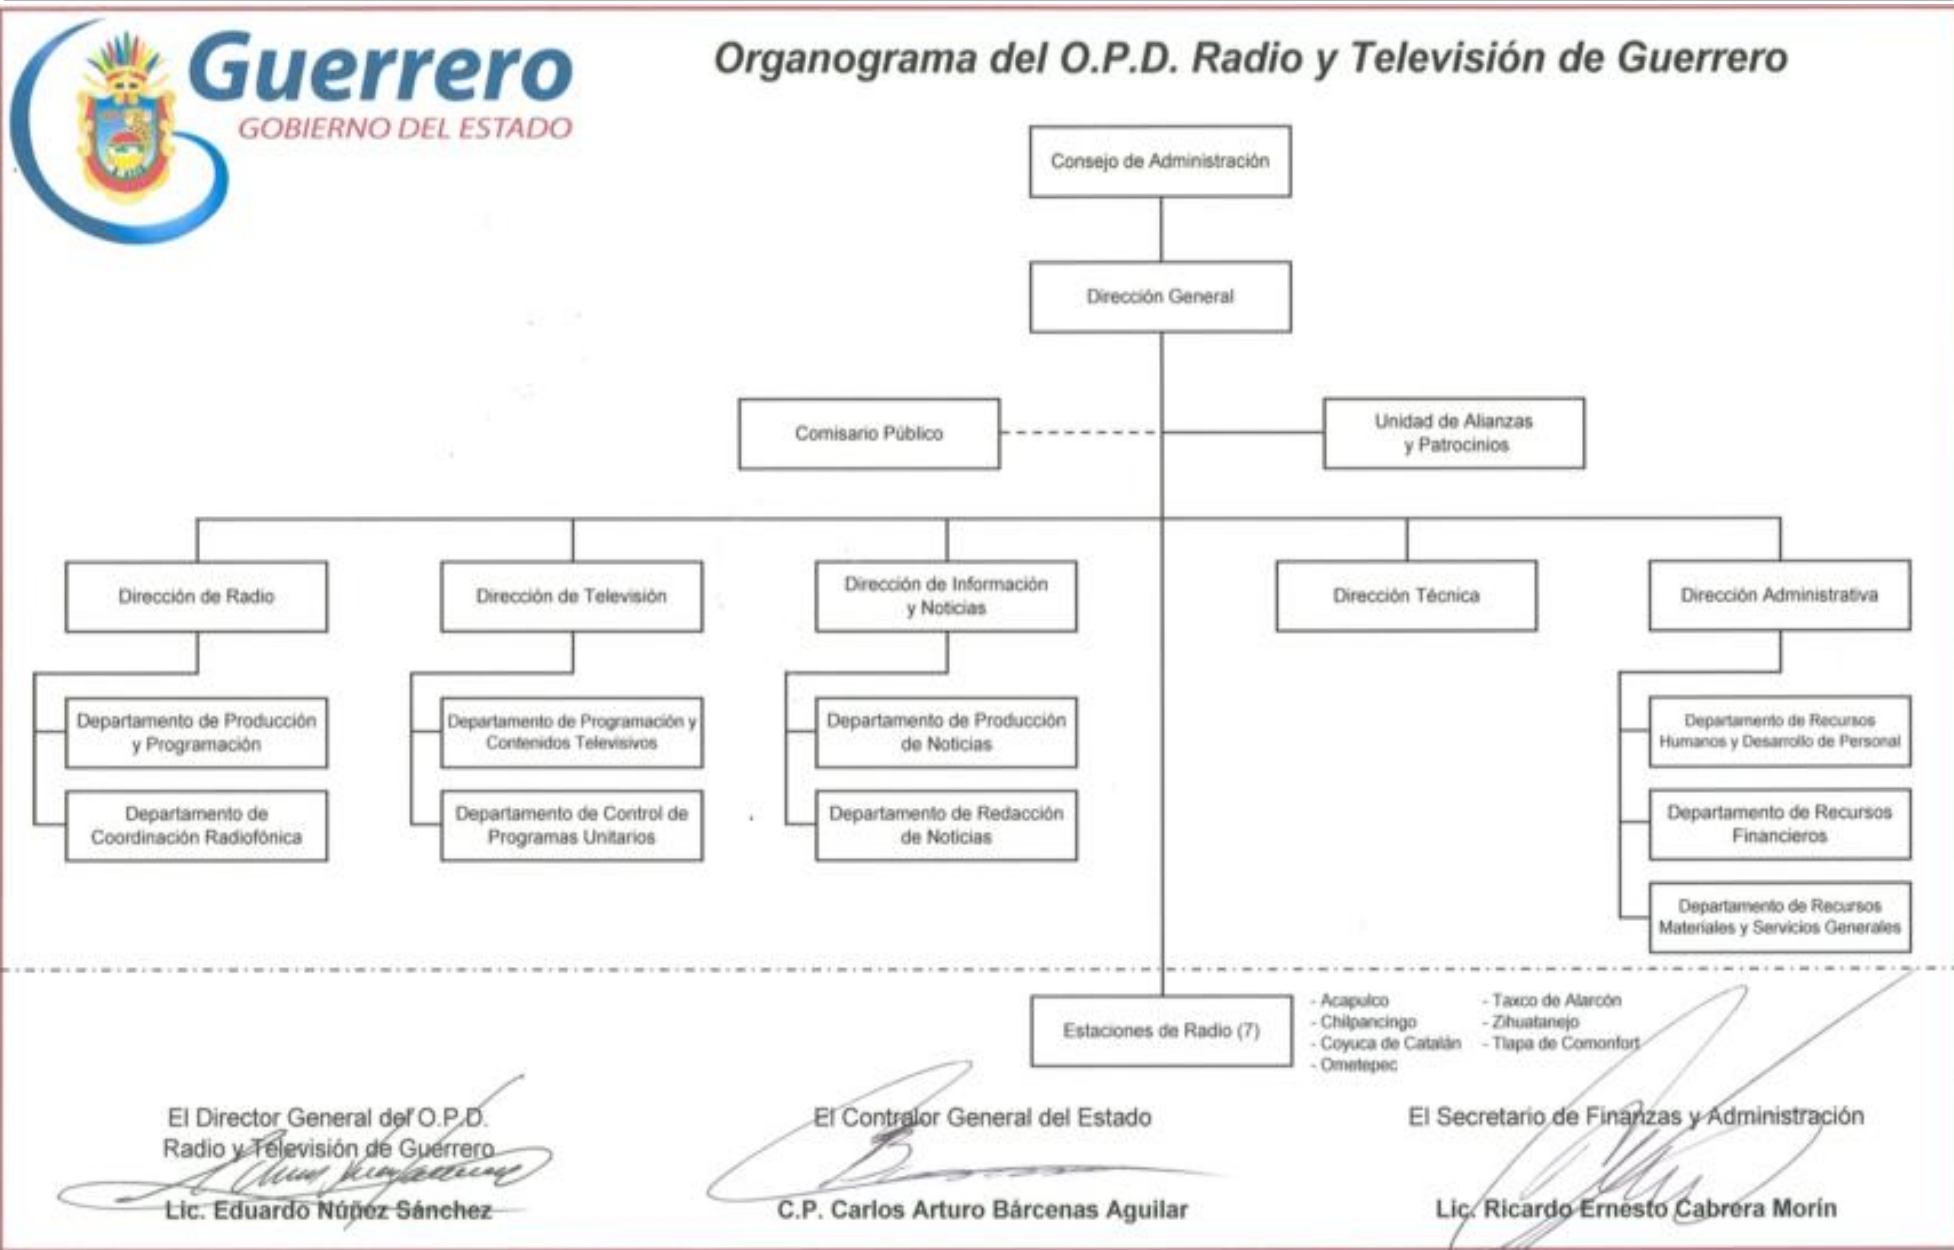 Guerrero
GOBIERNO DEL ESTADO
Organograma del O.P.D. Radio y Televisión de Guerrero
Consejo de Administración
Dirección General
Comisario Público
Unidad de Alianzas
y Patrocinios
Dirección de Radio
Dirección de Televisión
Dirección de Información
y Noticias
Dirección Técnica
Dirección Administrativa
Departamento de Producción
y Programación
Departamento de Programación y
Contenidos Televisivos
Departamento de Producción
de Noticias
Departamento de Recursos
Humanos y Desarrollo de Personal
Departamento de
Coordinación Radiofónica
Departamento de Control de
Programas Unitarios
Departamento de Redacción
de Noticias
Departamento de Recursos
Financieros
Departamento de Recursos
Materiales y Servicios Generales
Estaciones de Radio (7)
- Acapulco
- Chilpancingo
- Coyuca de Catalán
- Ometepec
- Taxco de Alarcón
- Zihuatanejo
- Tlapa de Comonfort
El Director General del O.P.D.
Radio y Televisión de Guerrero
Lic. Eduardo Núñez Sánchez
El Contralor General del Estado
C.P. Carlos Arturo Bárcenas Aguilar
El Secretario de Finanzas y Administración
Lic. Ricardo Ernesto Cabrera Morín